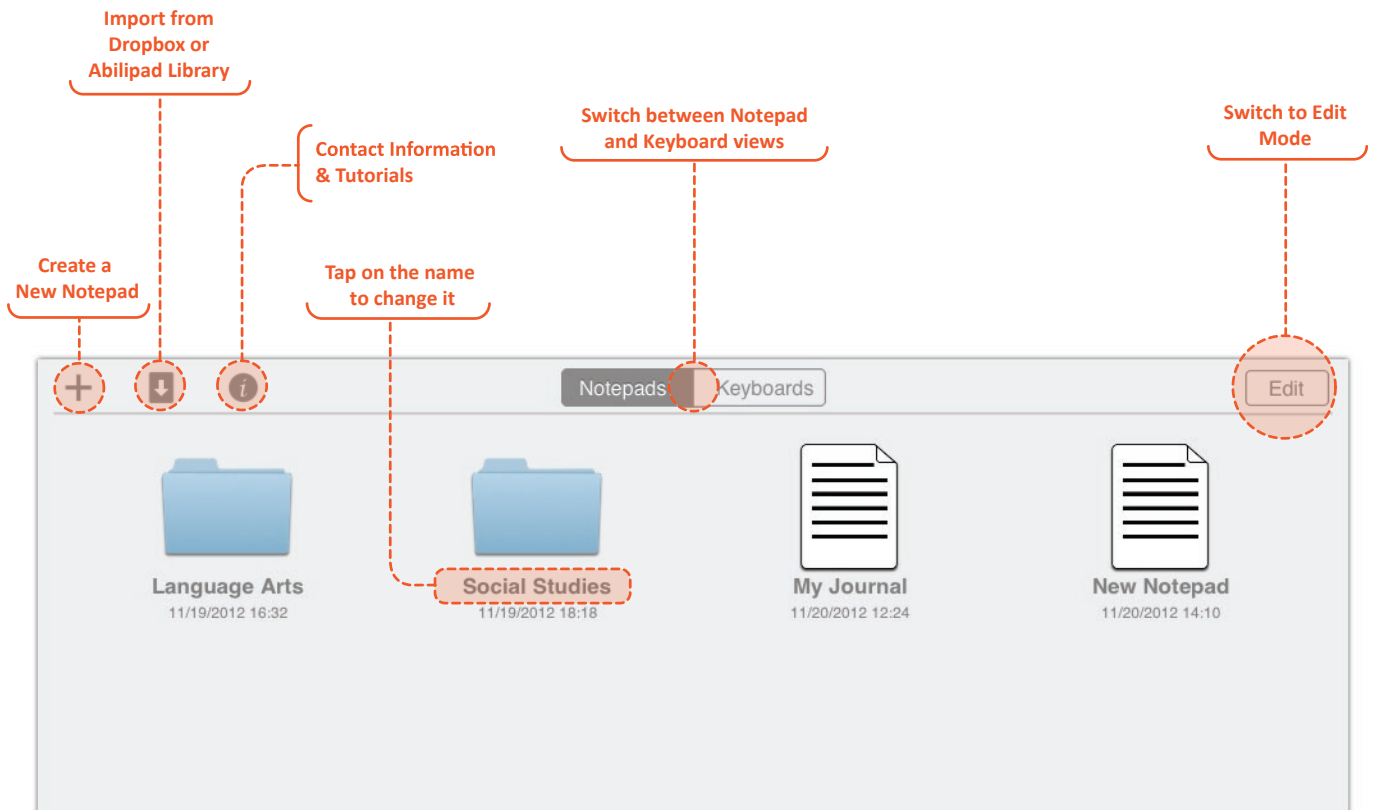 Import from
Dropbox or
Abilipad Library
Contact Information
& Tutorials
Switch between Notepad
and Keyboard views
Switch to Edit
Mode
Create a
New Notepad
Tap on the name
to change it
i
Notepads
Keyboards
Edit
Language Arts
11/19/2012 16:32
Social Studies
11/19/2012 18:18
My Journal
11/20/2012 12:24
New Notepad
11/20/2012 14:10